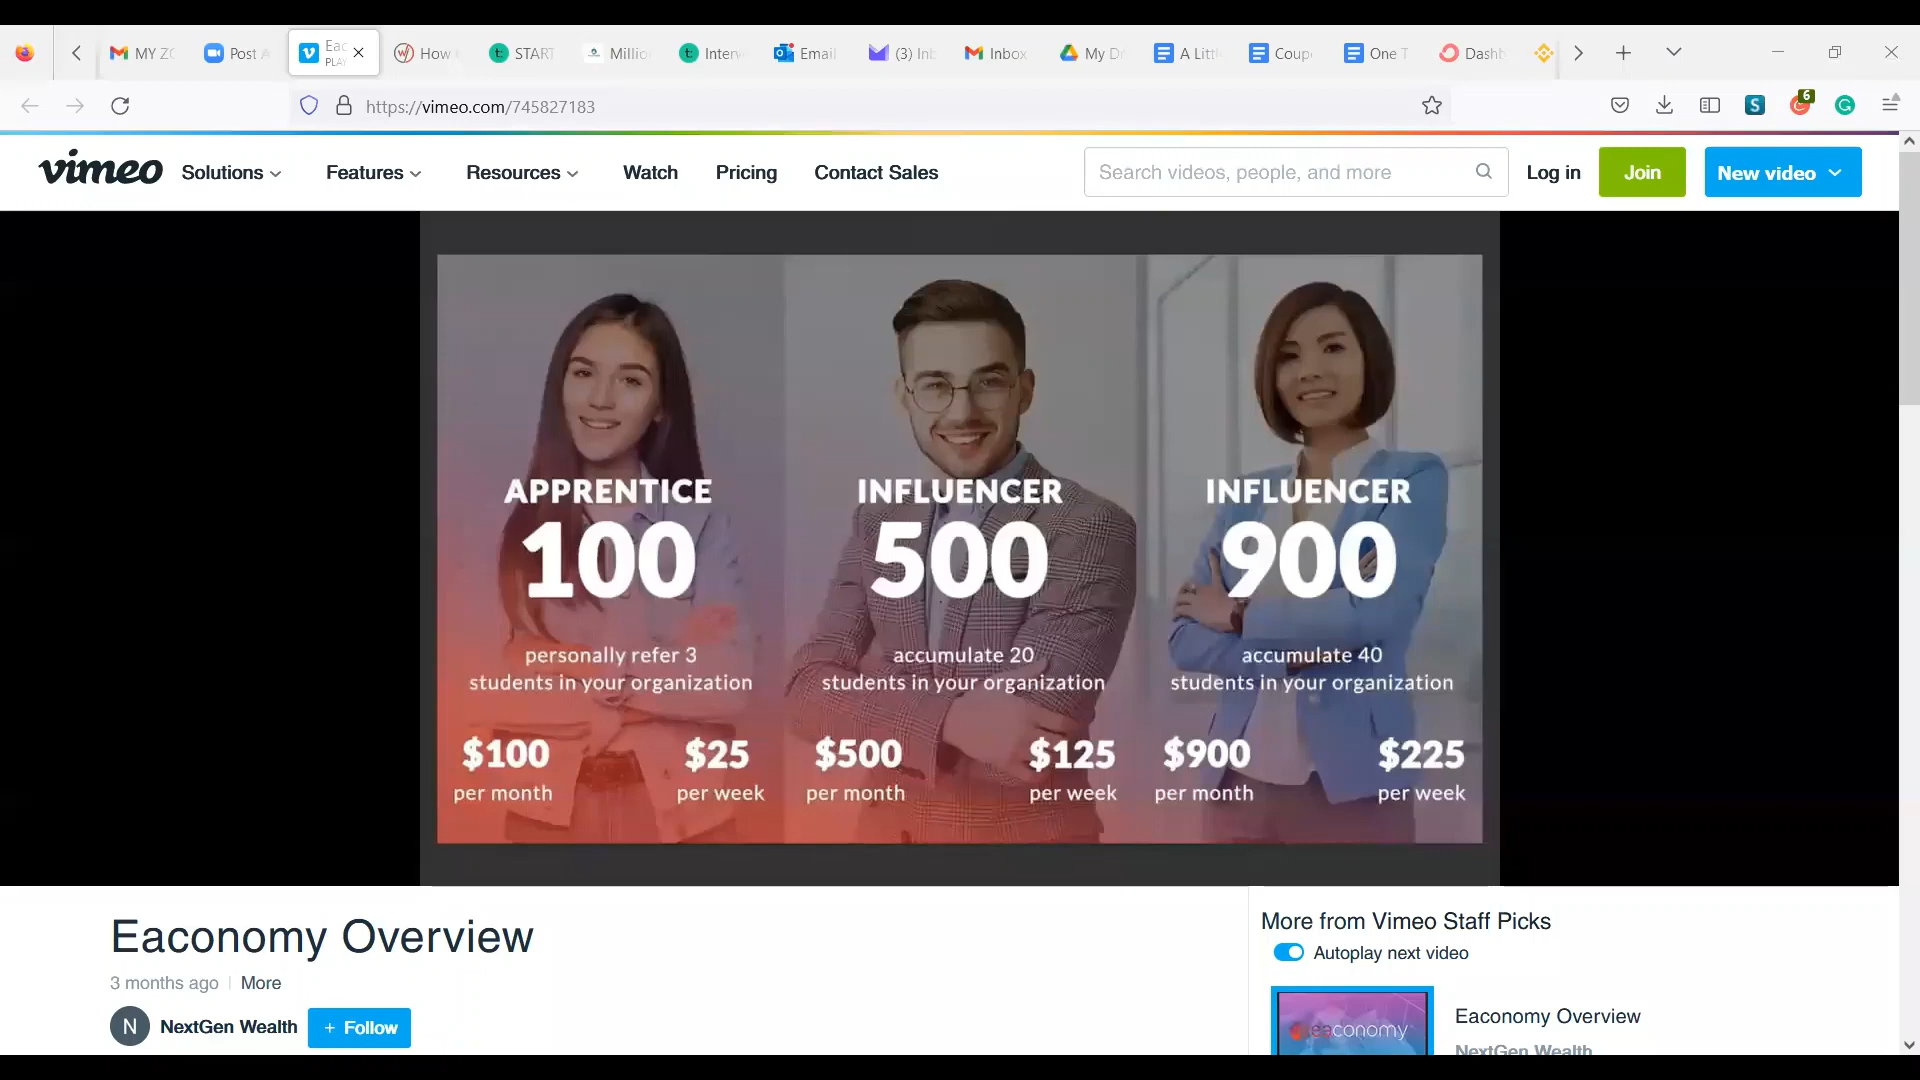 MY ZO
Post A
Eac
PLAY
How
START
Millio
Interv
Email
(3) Inb
Inbox
My Dr
A Littl
Coup
One T
Dashb
https://vimeo.com/745827183
6
vimeo
Solutions
Features
Resources
Watch
Pricing
Contact Sales
Search videos, people, and more
Log in
Join
New video
APPRENTICE
100
personally refer 3
students in your organization
$100
per month
$25
per week
INFLUENCER
500
accumulate 20
students in your organization
$500
per month
$125
per week
INFLUENCER
900
accumulate 40
students in your organization
$900
per month
$225
per week
Eaconomy Overview
3 months ago
More
N
NextGen Wealth
+ Follow
More from Vimeo Staff Picks
Autoplay next video
eaconomy
Eaconomy Overview
NextGen Wealth